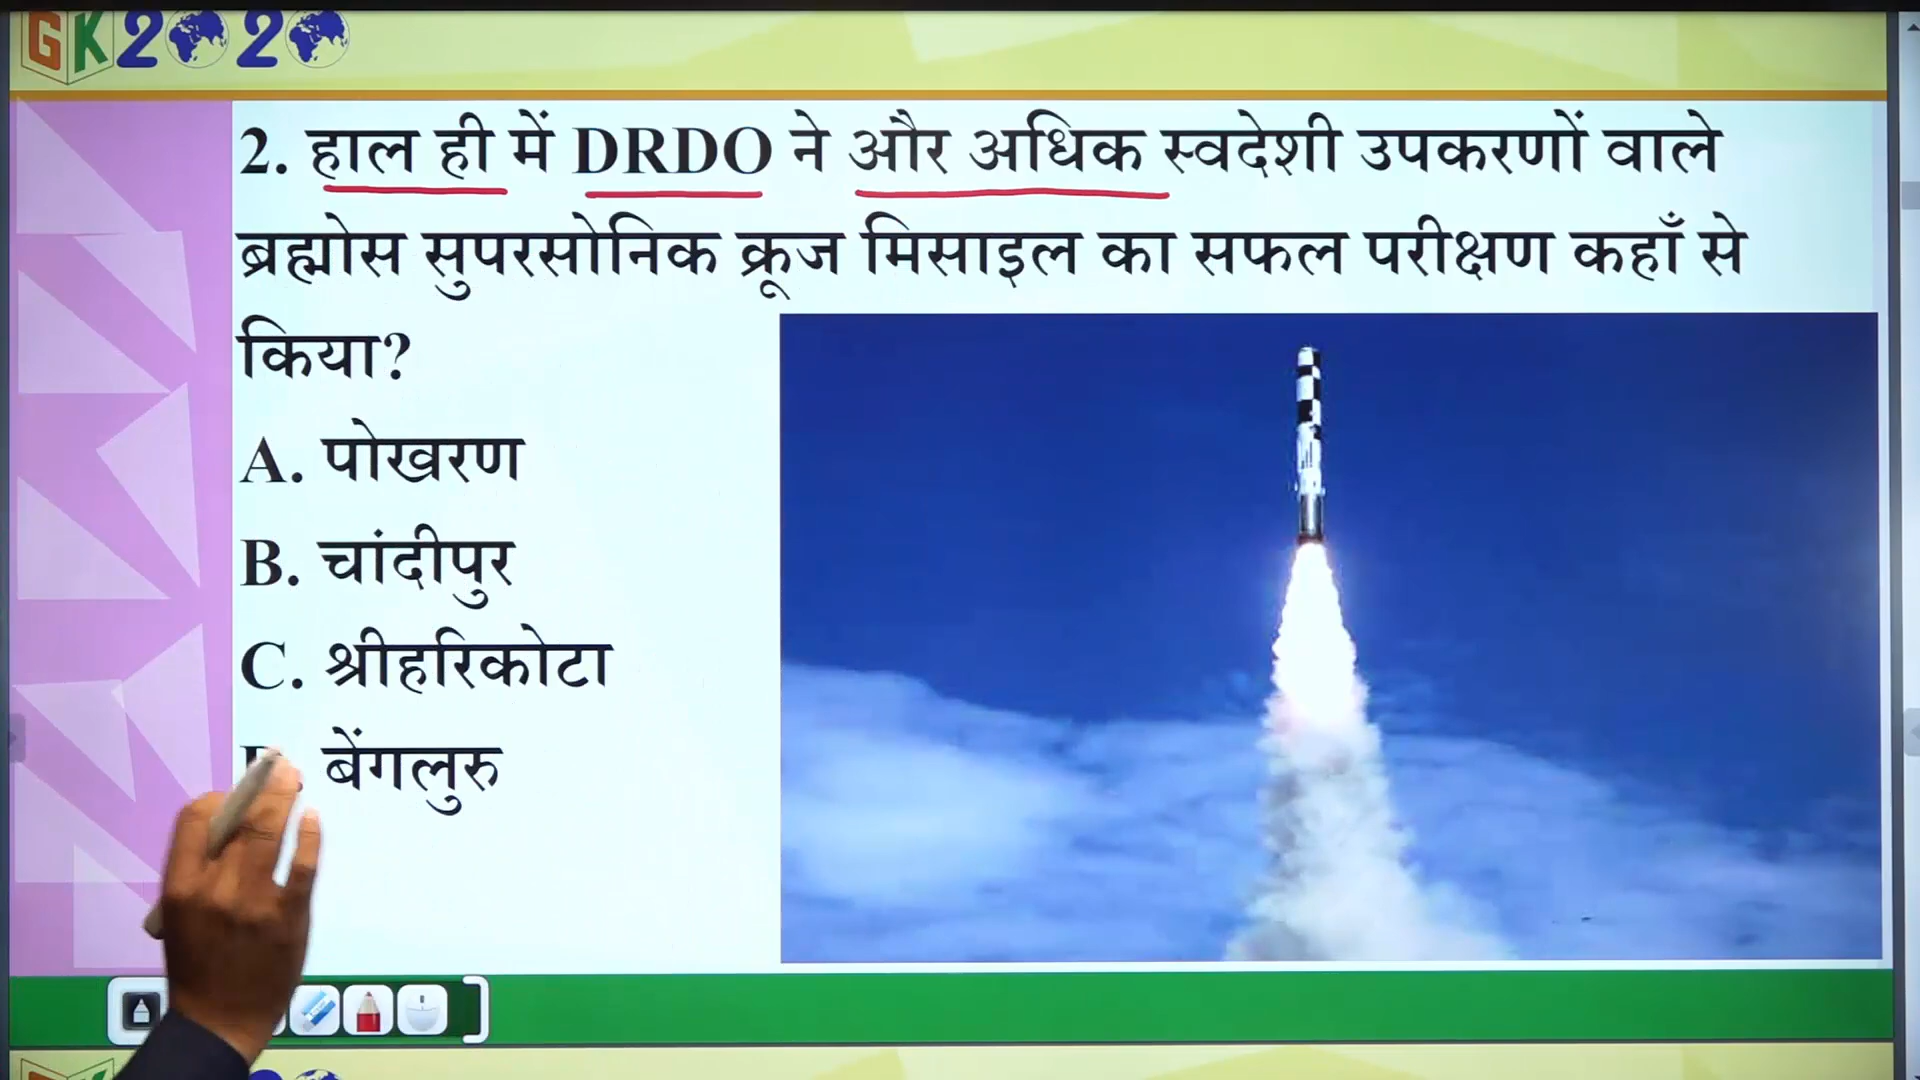 GK2020
2. हाल ही में DRDO ने और अधिक स्वदेशी उपकरणों वाले
ब्रह्मोस सुपरसोनिक क्रूज मिसाइल का सफल परीक्षण कहाँ से
किया?
A. पोखरण
B. चांदीपुर
C. श्रीहरिकोटा
बेंगलुरु